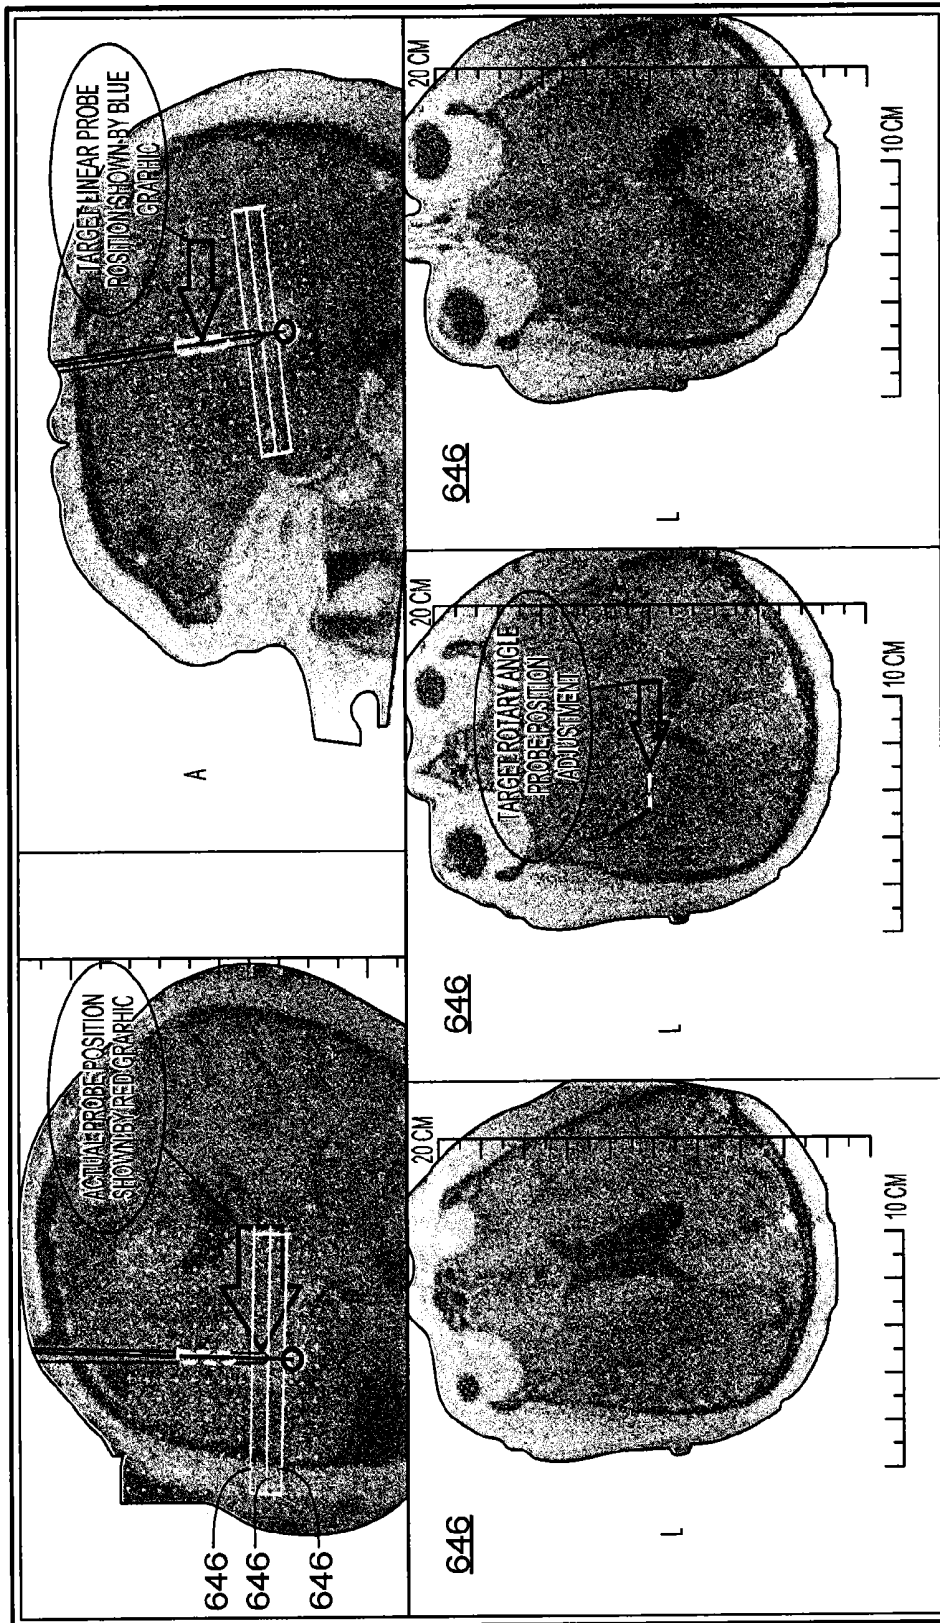 ACTUAL PROBE POSITION
SHOWN BY RED GRAPHIC
646
646
646
TARGET LINEAR PROBE
POSITION SHOWN BY BLUE
GRAPHIC
A
646
L
20 CM
10 CM
646
L
20 CM
TARGET ROTARY ANGLE
PROBE POSITION
ADJUSTMENT
10 CM
646
L
20 CM
10 CM